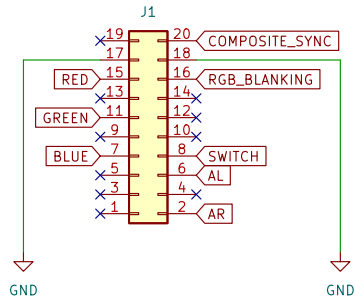 J1
19 20 COMPOSITE_SYNC
17 18
RED 15 16 RGB_BLANKING
13 14
GREEN 11 12
9 10
BLUE 7 8 SWITCH
5 6 AL
3 4
1 2 AR
GND GND